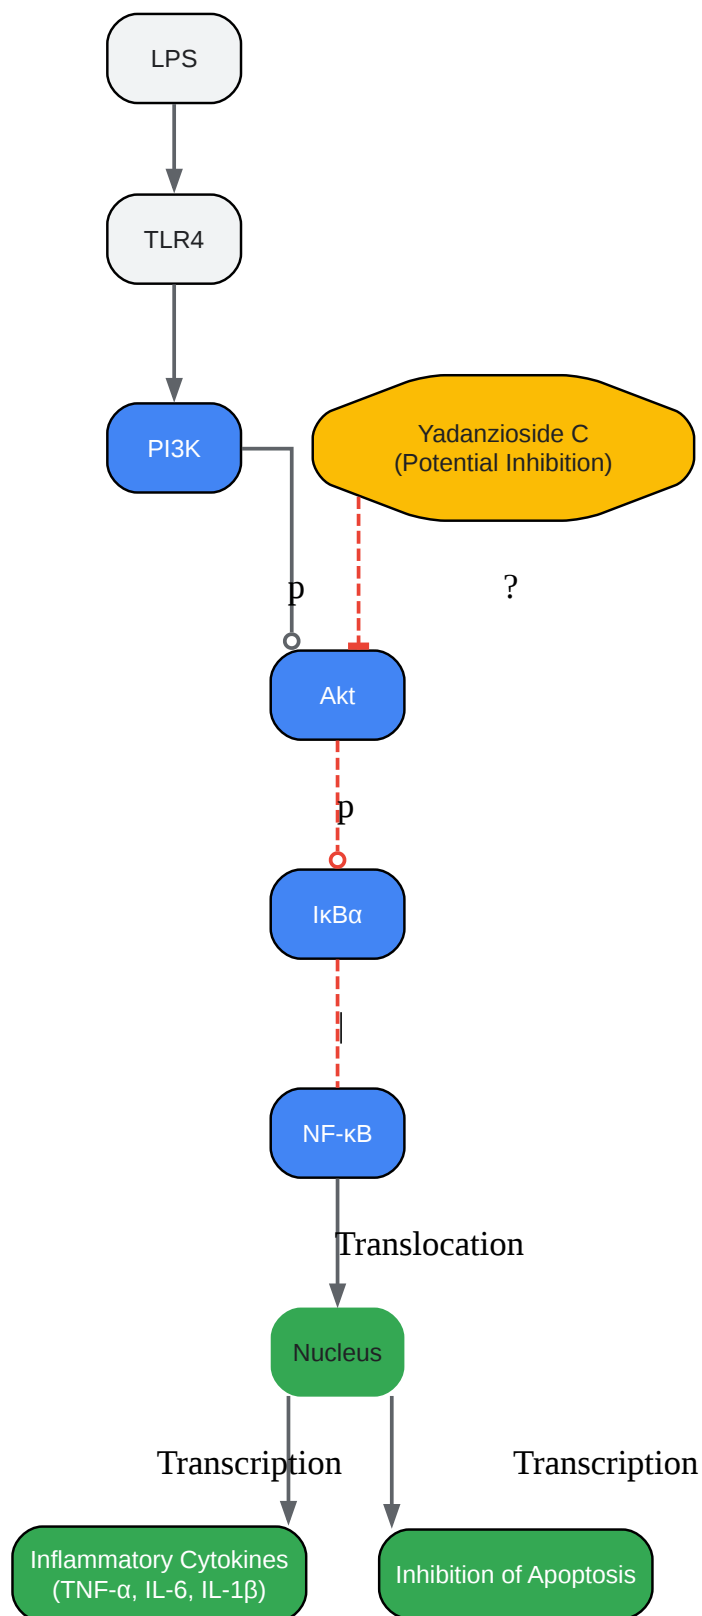 LPS
TLR4
PI3K
Yadanzioside C
(Potential Inhibition)
p
?
Akt
p
IκBα
|
NF-κB
Translocation
Nucleus
Transcription
Transcription
Inflammatory Cytokines
(TNF-α, IL-6, IL-1β)
Inhibition of Apoptosis